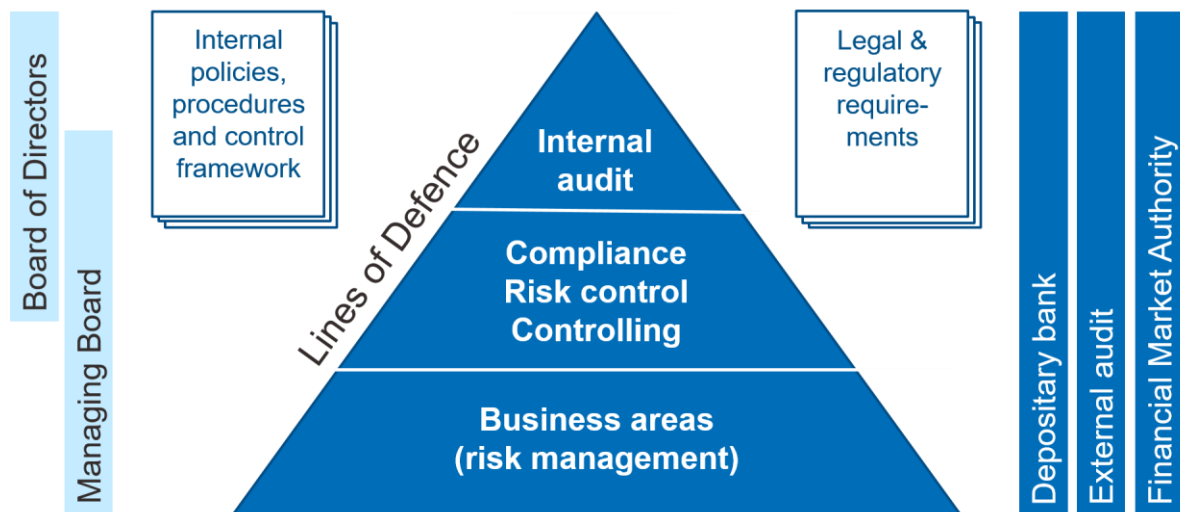 Board of Directors
Managing Board
Internal
policies,
procedures
and control
framework
Lines of Defence
Internal
audit
Compliance
Risk control
Controlling
Business areas
(risk management)
Legal &
regulatory
require-
ments
Depositary bank
External audit
Financial Market Authority